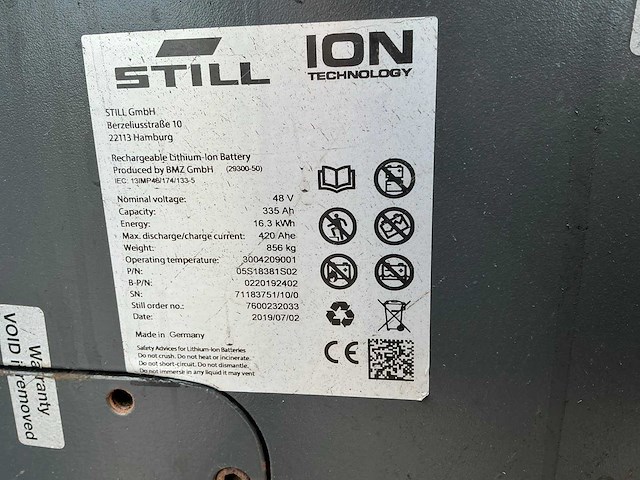 STILL
ION
TECHNOLOGY
STILL GmbH
Berzeliusstraße 10
22113 Hamburg
Rechargeable Lithium-Ion Battery
Produced by BMZ GmbH (29300-50)
IEC: 13IMP46/174/133-5
Nominal voltage: 48 V
Capacity: 335 Ah
Energy: 16.3 kWh
Max. discharge/charge current: 420 Ahe
Weight: 856 kg
Operating temperature: 3004209001
P/N: 05S18381S02
B-P/N: 0220192402
SN: 71183751/10/0
Still order no.: 7600232033
Date: 2019/07/02
Made in Germany
Safety Advices for Lithium-Ion Batteries
Do not crush. Do not heat or incinerate.
Do not short-circuit. Do not dismantle.
Do not immerse in any liquid it may vent
CE
Warranty
VOID if removed